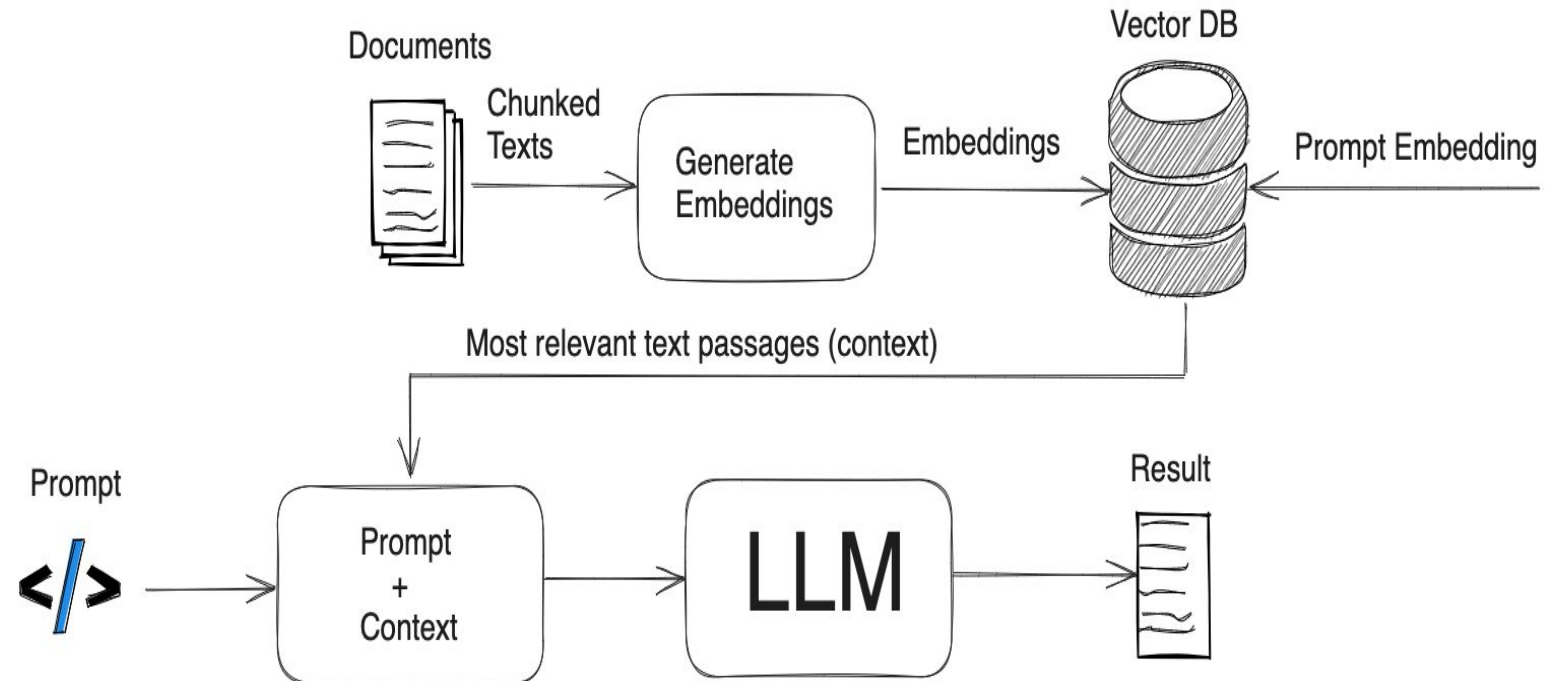 Documents
Vector DB
Chunked
Texts
Generate
Embeddings
Embeddings
Prompt Embedding
Most relevant text passages (context)
Prompt
</>
Prompt
+
Context
LLM
Result